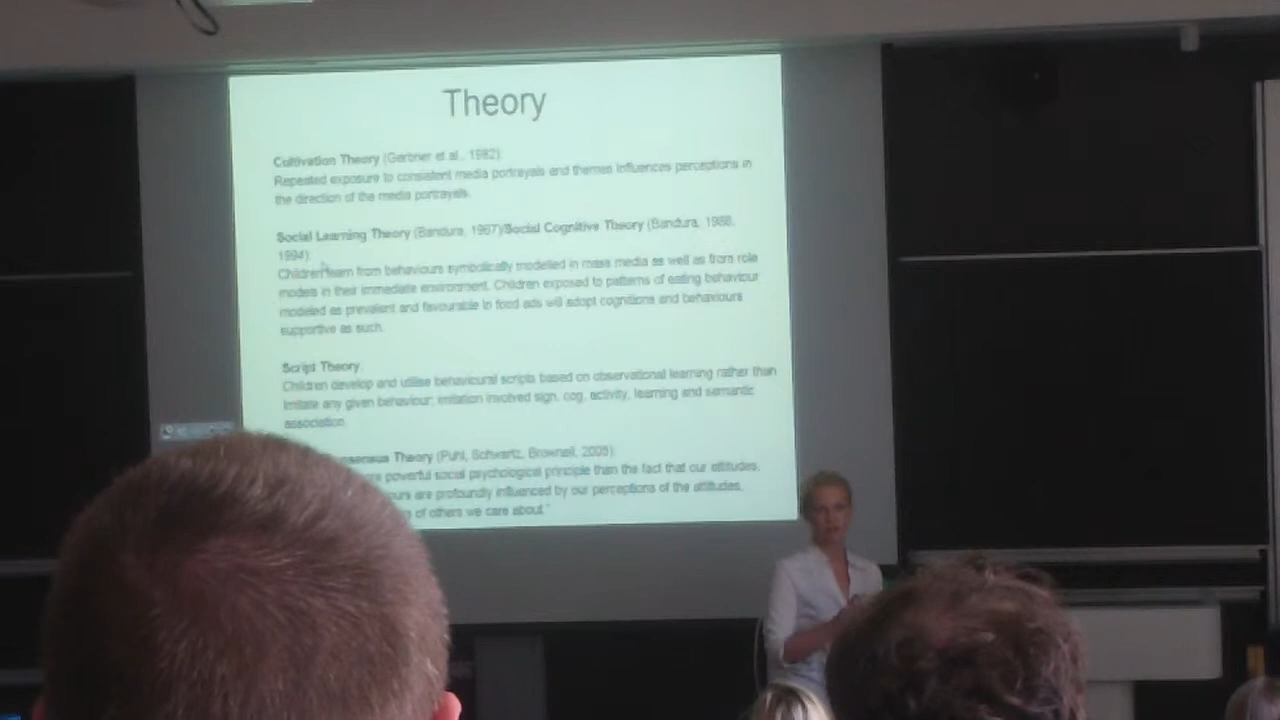 Theory
Cultivation Theory (Gerbner et al., 1982)
Repeated exposure to consistent media portrayals and themes influences perceptions in
the direction of the media portrayals.
Social Learning Theory (Bandura, 1967)/Social Cognitive Theory (Bandura, 1986,
1994)
Children learn from behaviours symbolically modelled in mass media as well as from role
models in their immediate environment. Children exposed to patterns of eating behaviour
modeled as prevalent and favourable in food ads will adopt cognitions and behaviours
supportive as such.
Script Theory
Children develop and utilise behavioural scripts based on observational learning rather than
imitate any given behaviour; imitation involved sign. cog. activity, learning and semantic
association.
Theory (Puhl, Schwartz, Brownell, 2005)
powerful social psychological principle than the fact that our attitudes,
are profoundly influenced by our perceptions of the attitudes,
of others we care about."